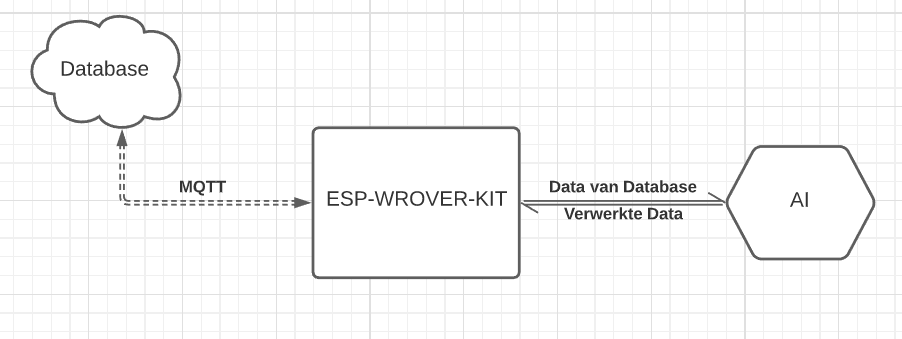 Database
MQTT
ESP-WROVER-KIT
Data van Database
Verwerkte Data
AI